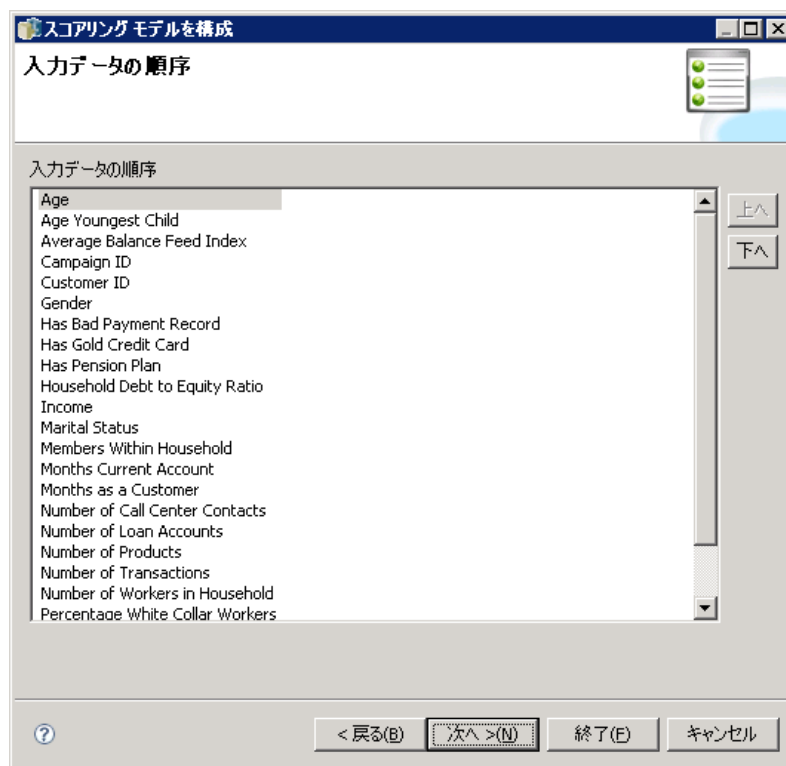 スコアリング モデルを構成
入力データの順序
入力データの順序
Age
Age Youngest Child
Average Balance Feed Index
Campaign ID
Customer ID
Gender
Has Bad Payment Record
Has Gold Credit Card
Has Pension Plan
Household Debt to Equity Ratio
Income
Marital Status
Members Within Household
Months Current Account
Months as a Customer
Number of Call Center Contacts
Number of Loan Accounts
Number of Products
Number of Transactions
Number of Workers in Household
Percentage White Collar Workers
上へ
下へ
?
< 戻る(B) 次へ >(N) 終了(F) キャンセル